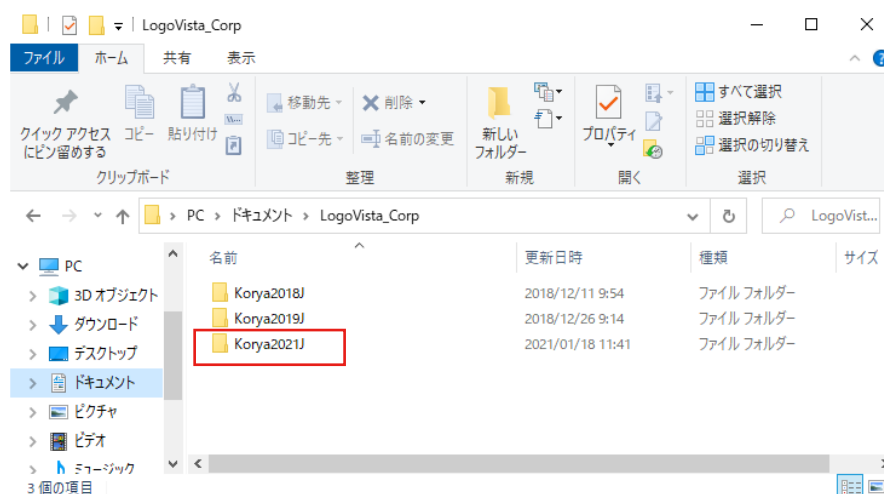 LogoVista_Corp
ファイル ホーム 共有 表示
クイック アクセス
にピン留めする
コピー
貼り付け
移動先
コピー先
削除
名前の変更
新しい
フォルダー
プロパティ
すべて選択
選択解除
選択の切り替え
クリップボード 整理 新規 開く 選択
PC › ドキュメント › LogoVista_Corp
LogoVist...
PC
3D オブジェクト
ダウンロード
デスクトップ
ドキュメント
ピクチャ
ビデオ
ミュージック
名前 更新日時 種類 サイズ
Korya2018J 2018/12/11 9:54 ファイル フォルダー
Korya2019J 2018/12/26 9:14 ファイル フォルダー
Korya2021J 2021/01/18 11:41 ファイル フォルダー
3 個の項目